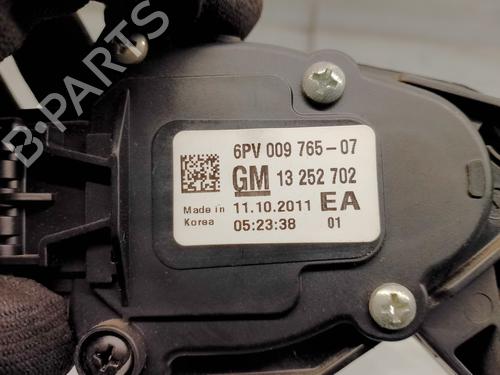 B-PARTS
6PV 009 765-07
GM 13 252 702
Made in Korea 11.10.2011 EA
05:23:38 01